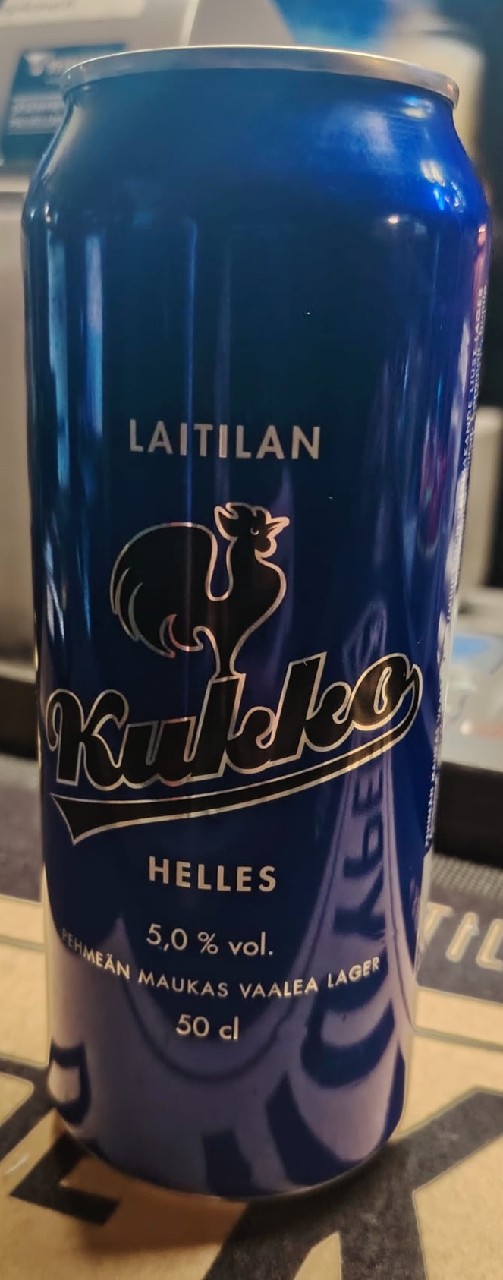 LAITILAN
Kukko
HELLES
5,0 % vol.
PEHMEÄN MAUKAS VAALEA LAGER
50 cl